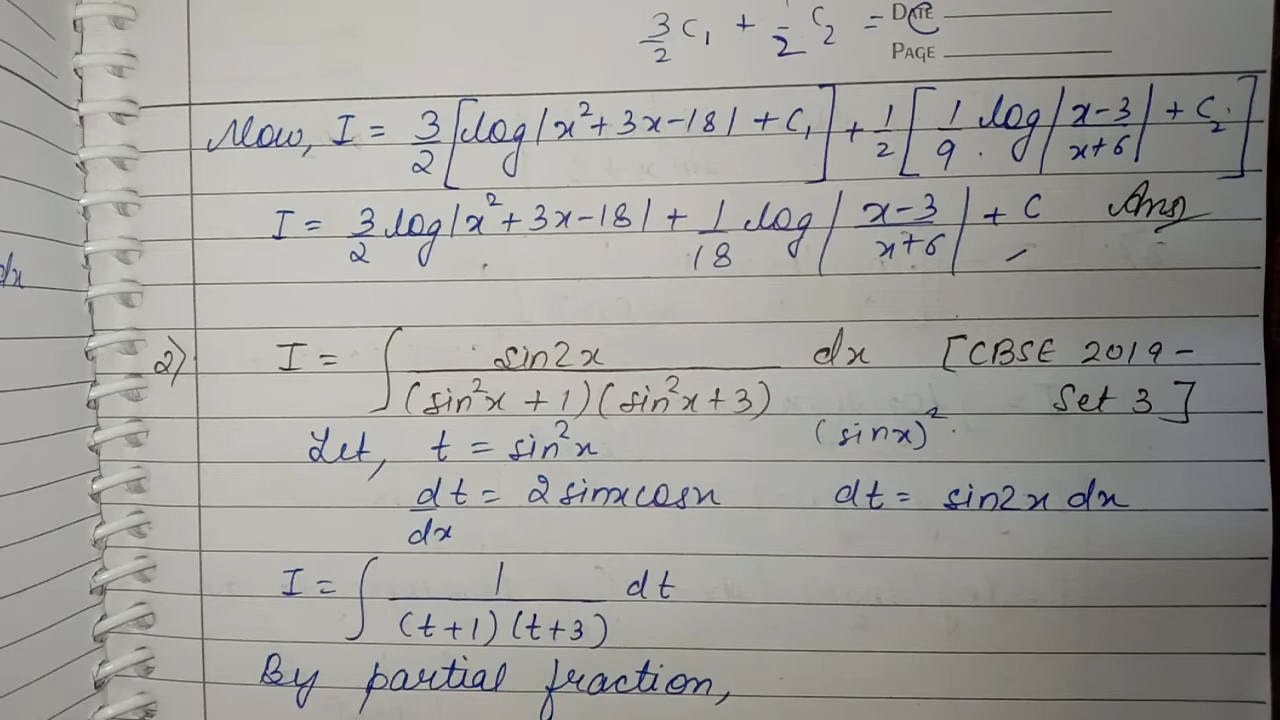 3/2 C₁ + 1/2 C₂ = C
DATE
PAGE
Now, I = 3/2 [log|x² + 3x - 18| + C₁] + 1/2 [1/9 . log|x-3/x+6| + C₂.]
I = 3/2 log|x² + 3x - 18| + 1/18 log|x-3/x+6| + C Ans
dx
2) I = ∫ sin2x/(sin²x + 1)(sin²x + 3) dx [CBSE 2019 -
Set 3]
Let, t = sin²x (sinx)².
dt/dx = 2 sinxcosx dt = sin2x dx
I = ∫ 1/(t+1)(t+3) dt
By partial fraction,